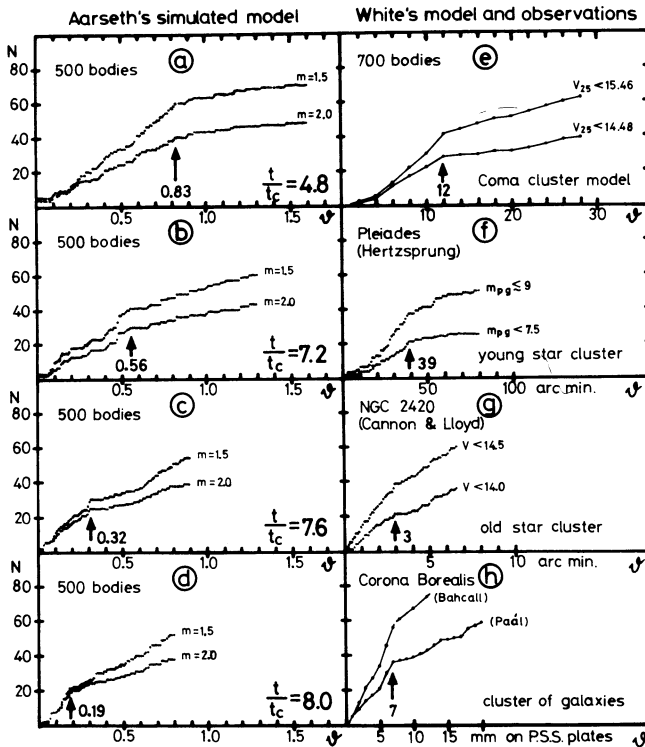 Aarseth's simulated model
White's model and observations
N
80
60
40
20
500 bodies
a
m=1.5
m=2.0
0.83
t/tc = 4.8
0.5
1.0
1.5
ϑ
N
80
60
40
20
500 bodies
b
m=1.5
m=2.0
0.56
t/tc = 7.2
0.5
1.0
1.5
ϑ
N
80
60
40
20
500 bodies
c
m=1.5
m=2.0
0.32
t/tc = 7.6
0.5
1.0
1.5
ϑ
N
80
60
40
20
500 bodies
d
m=1.5
m=2.0
0.19
t/tc = 8.0
0.5
1.0
1.5
ϑ
700 bodies
e
V25 < 15.46
V25 < 14.48
12
Coma cluster model
10
20
30
ϑ
Pleiades
(Hertzsprung)
f
mpg ≤ 9
mpg < 7.5
39
young star cluster
50
100
arc min.
ϑ
NGC 2420
(Cannon & Lloyd)
g
V < 14.5
V < 14.0
3
old star cluster
5
10
arc min.
ϑ
Corona Borealis
h
(Bahcall)
(Paál)
7
cluster of galaxies
5
10
15
mm on P.S.S. plates
ϑ